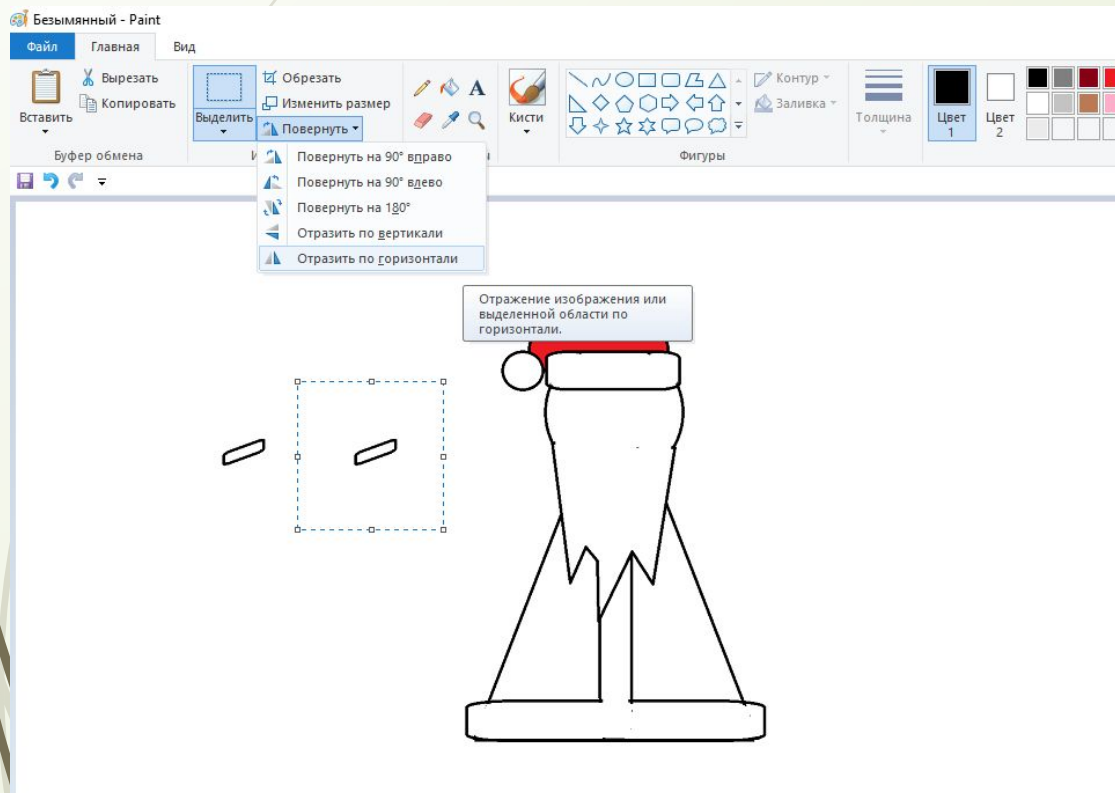 Безымянный - Paint
Файл Главная Вид
Вставить
Вырезать
Копировать
Буфер обмена
Выделить
Обрезать
Изменить размер
Повернуть
Кисти
Контур
Заливка
Фигуры
Толщина
Цвет
1
Цвет
2
Повернуть на 90° вправо
Повернуть на 90° влево
Повернуть на 180°
Отразить по вертикали
Отразить по горизонтали
Отражение изображения или
выделенной области по
горизонтали.